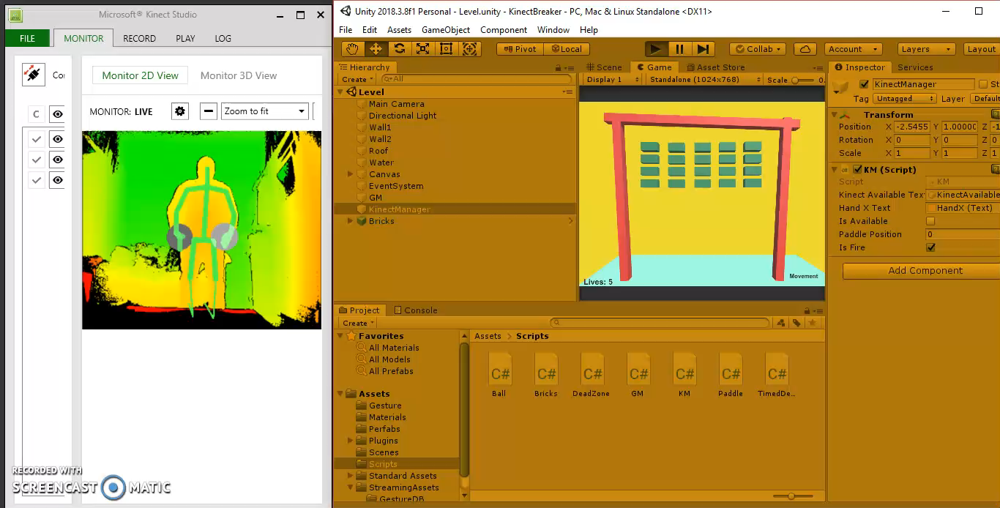 Microsoft® Kinect Studio
FILE
MONITOR
RECORD
PLAY
LOG
Monitor 2D View
Monitor 3D View
C
MONITOR: LIVE
Zoom to fit
RECORDED WITH
SCREENCAST MATIC
Unity 2018.3.8f1 Personal - Level.unity - KinectBreaker - PC, Mac & Linux Standalone <DX11>
File Edit Assets GameObject Component Window Help
Pivot Local Collab Account Layers Layout
Hierarchy
Create All
Level
Main Camera
Directional Light
Wall1
Wall2
Roof
Water
Canvas
EventSystem
GM
KinectManager
Bricks
Scene Game Asset Store
Display 1 Standalone (1024x768) Scale
Lives: 5
Movement
Inspector Services
KinectManager
Tag Untagged Layer
Transform
Position X -2.5455 Y 1.00000 Z
Rotation X 0 Y 0 Z 0
Scale X 1 Y 1 Z 1
KM (Script)
Script KM
Kinect Available Tex KinectAvailable
Hand X Text HandX (Text)
Is Available
Paddle Position 0
Is Fire
Add Component
Project Console
Create
Favorites
All Materials
All Models
All Prefabs
Assets
Gesture
Materials
Perfabs
Plugins
Scenes
Scripts
Standard Assets
StreamingAssets
GestureDB
Assets > Scripts
C# C# C# C# C# C# C#
Ball Bricks DeadZone GM KM Paddle TimedDe...